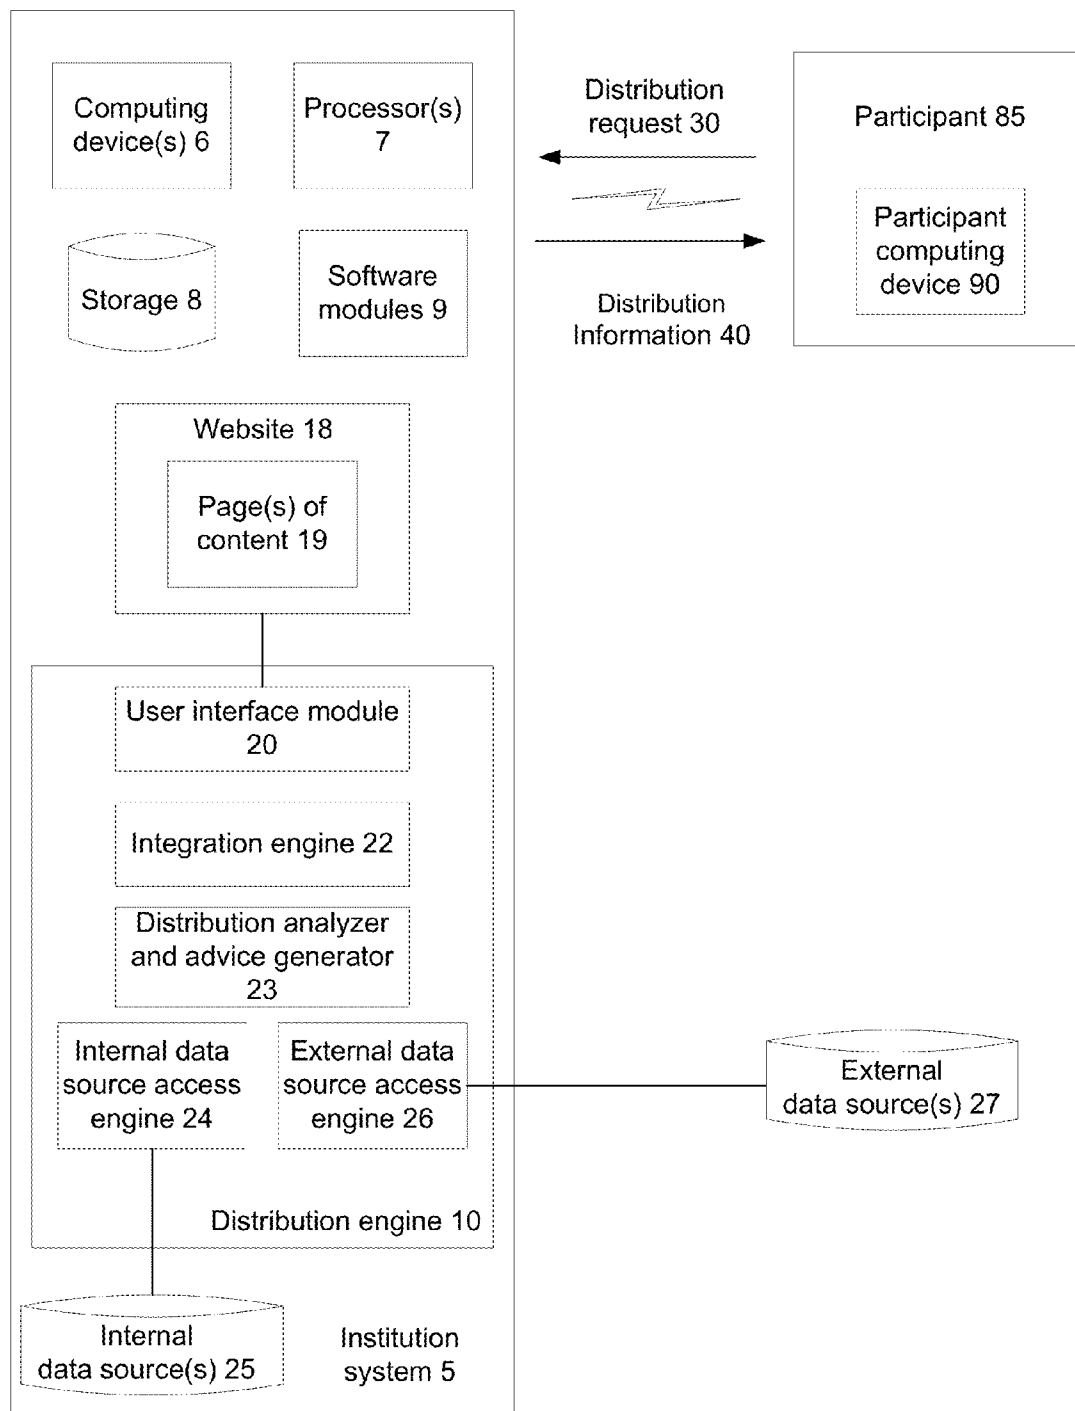 Computing
device(s) 6
Processor(s)
7
Distribution
request 30
Participant 85
Storage 8
Software
modules 9
Participant
computing
device 90
Distribution
Information 40
Website 18
Page(s) of
content 19
User interface module
20
Integration engine 22
Distribution analyzer
and advice generator
23
Internal data
source access
engine 24
External data
source access
engine 26
External
data source(s) 27
Distribution engine 10
Internal
data source(s) 25
Institution
system 5